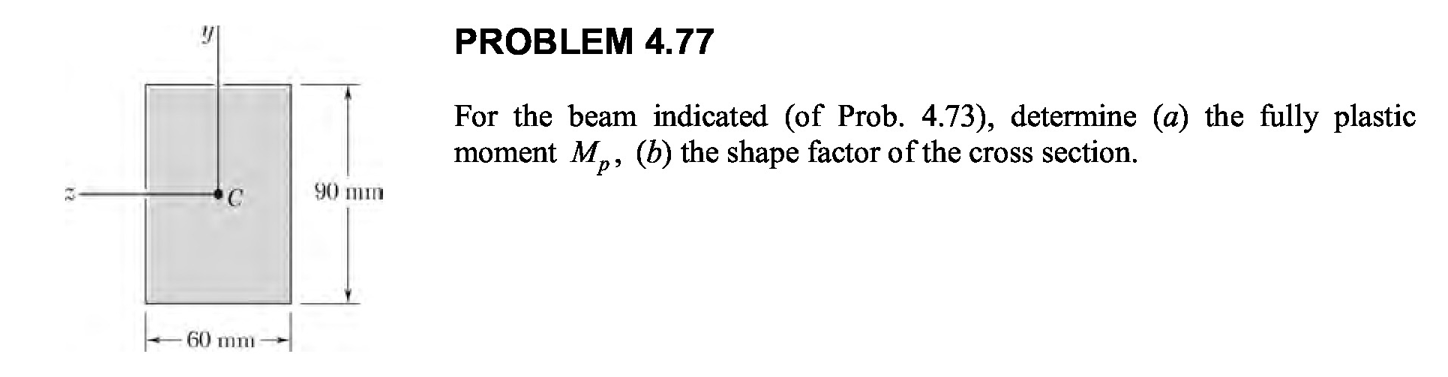 y
PROBLEM 4.77
For the beam indicated (of Prob. 4.73), determine (a) the fully plastic
moment Mp, (b) the shape factor of the cross section.
z
C
90 mm
60 mm